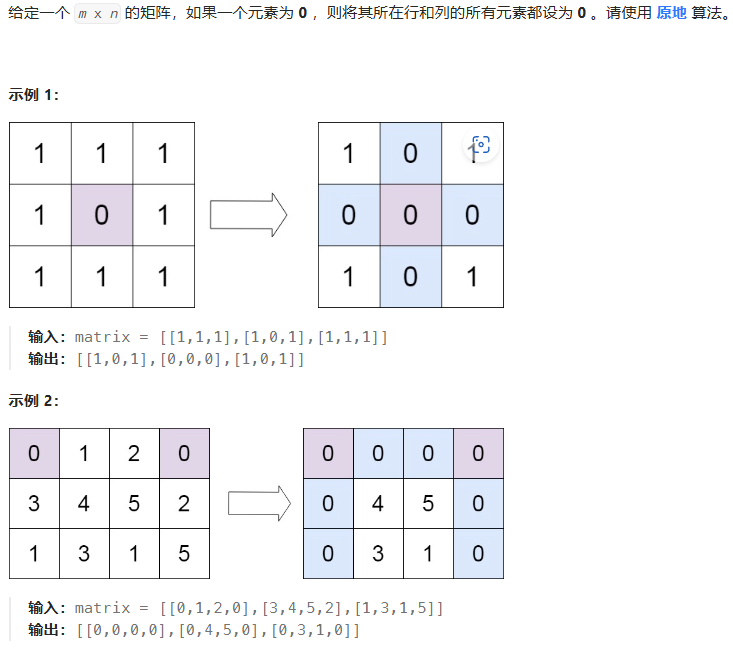 给定一个 m x n 的矩阵，如果一个元素为 0 ，则将其所在行和列的所有元素都设为 0 。请使用 原地 算法。
示例 1：
1 1 1 1 0 1
1 0 1 0 0 0
1 1 1 1 0 1
输入：matrix = [[1,1,1],[1,0,1],[1,1,1]]
输出：[[1,0,1],[0,0,0],[1,0,1]]
示例 2：
0 1 2 0 0 0 0 0
3 4 5 2 0 4 5 0
1 3 1 5 0 3 1 0
输入：matrix = [[0,1,2,0],[3,4,5,2],[1,3,1,5]]
输出：[[0,0,0,0],[0,4,5,0],[0,3,1,0]]